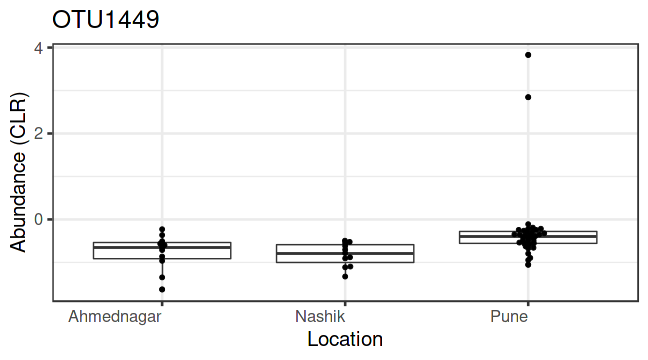 OTU1449
Abundance (CLR)
4
2
0
Ahmednagar
Nashik
Pune
Location